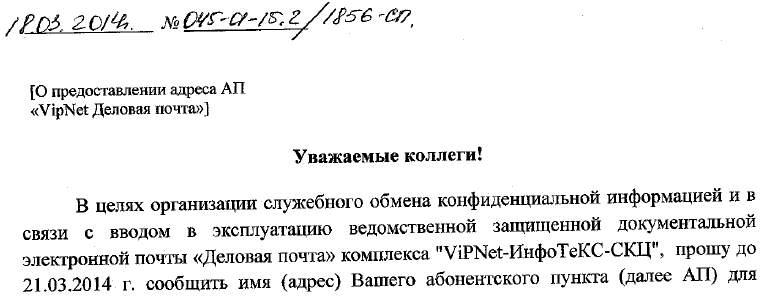 18.03.2014г. № 045-01-15.2/1856-сп.
[О предоставлении адреса АП
«VipNet Деловая почта»]
Уважаемые коллеги!
В целях организации служебного обмена конфиденциальной информацией и в
связи с вводом в эксплуатацию ведомственной защищенной документальной
электронной почты «Деловая почта» комплекса "ViPNet-ИнфоТеКС-СКЦ", прошу до
21.03.2014 г. сообщить имя (адрес) Вашего абонентского пункта (далее АП) для